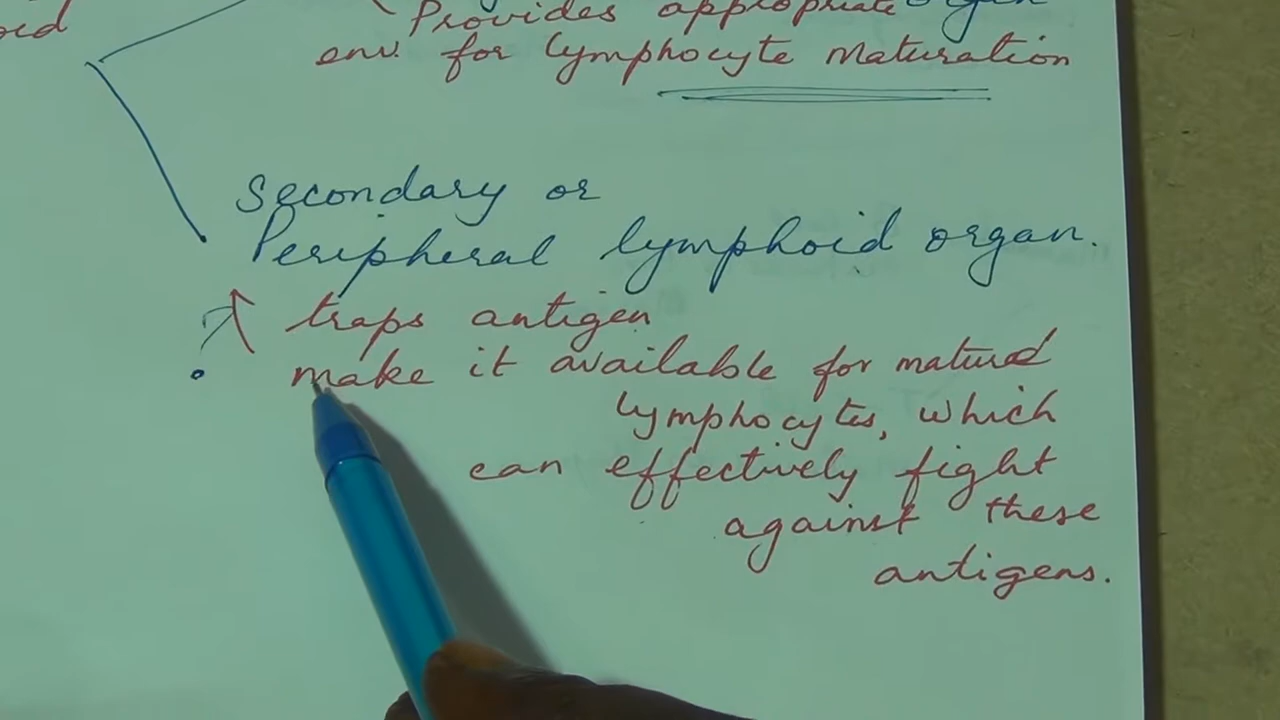 Provides appropriate organ
env. for lymphocyte maturation
Secondary or
Peripheral lymphoid organ.
traps antigen
make it available for matured
lymphocytes, which
can effectively fight
against these
antigens.